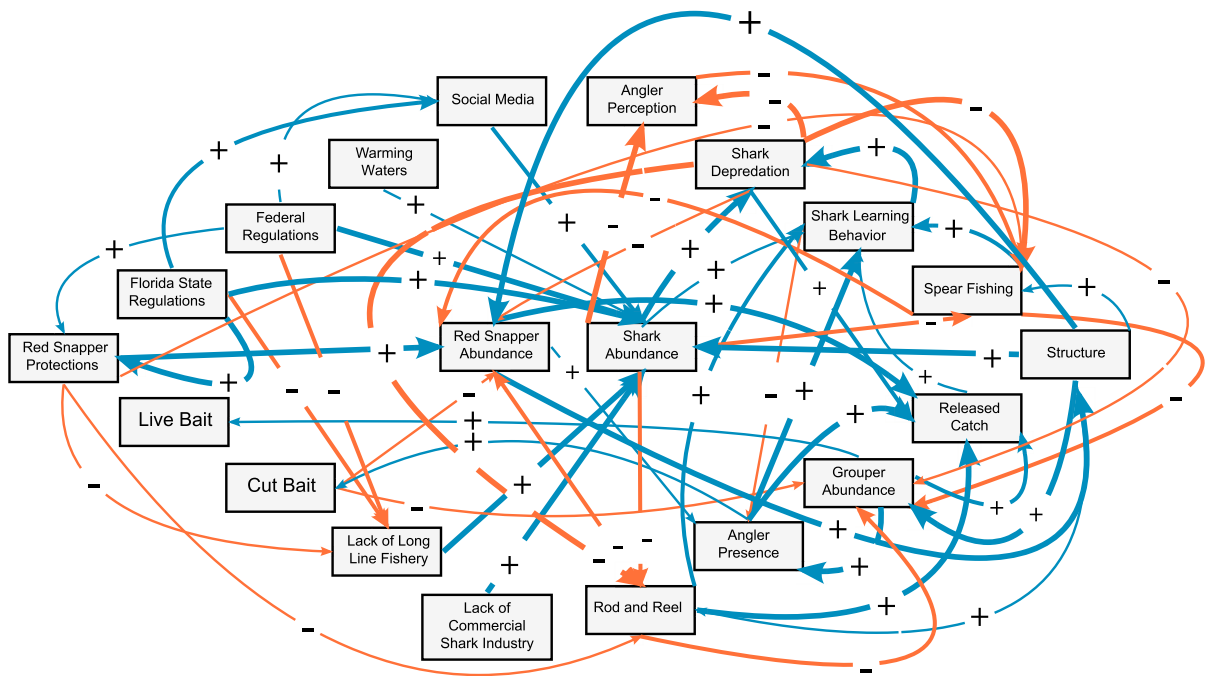 Social Media
Angler
Perception
Warming
Waters
Shark
Depredation
Federal
Regulations
Shark Learning
Behavior
Florida State
Regulations
Spear Fishing
Red Snapper
Protections
Red Snapper
Abundance
Shark
Abundance
Structure
Live Bait
Released
Catch
Cut Bait
Grouper
Abundance
Lack of Long
Line Fishery
Angler
Presence
Lack of
Commercial
Shark Industry
Rod and Reel